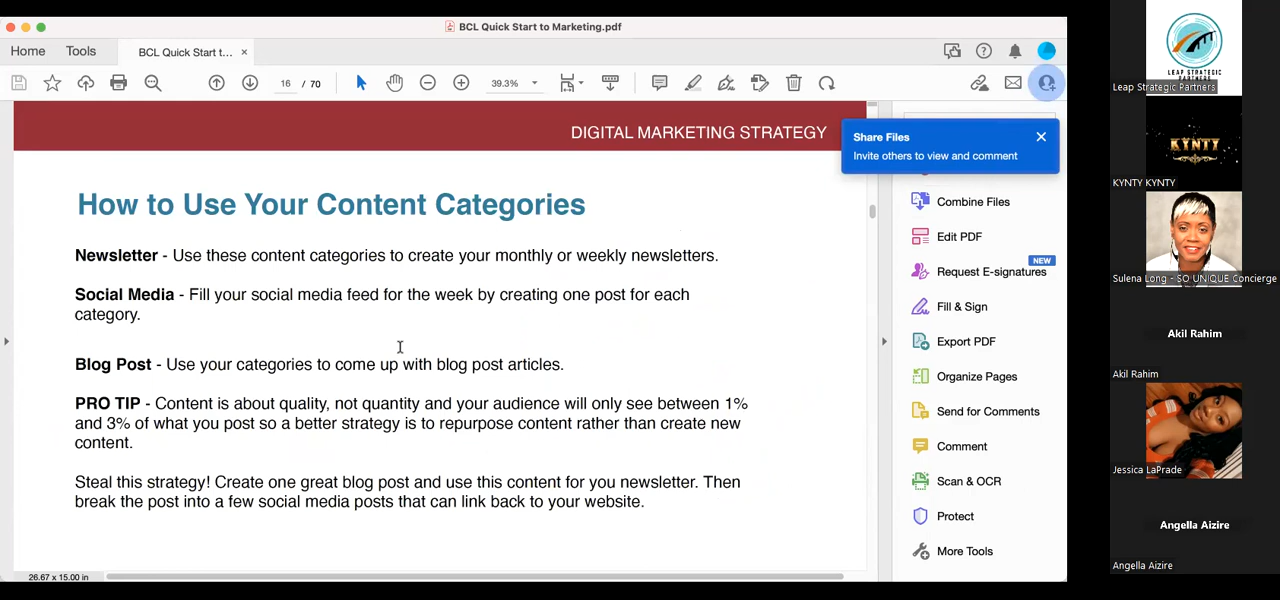 BCL Quick Start to Marketing.pdf
Home
Tools
BCL Quick Start t...
16 / 70
39.3%
DIGITAL MARKETING STRATEGY
How to Use Your Content Categories
Newsletter - Use these content categories to create your monthly or weekly newsletters.
Social Media - Fill your social media feed for the week by creating one post for each
category.
Blog Post - Use your categories to come up with blog post articles.
PRO TIP - Content is about quality, not quantity and your audience will only see between 1%
and 3% of what you post so a better strategy is to repurpose content rather than create new
content.
Steal this strategy! Create one great blog post and use this content for you newsletter. Then
break the post into a few social media posts that can link back to your website.
26.67 x 15.00 in
Share Files
Invite others to view and comment
Combine Files
Edit PDF
NEW
Request E-signatures
Fill & Sign
Export PDF
Organize Pages
Send for Comments
Comment
Scan & OCR
Protect
More Tools
LEAP STRATEGIC
PARTNERS
Leap Strategic Partners
KYNTY
KYNTY KYNTY
Sulena Long - SO UNIQUE Concierge
Akil Rahim
Akil Rahim
Jessica LaPrade
Angella Aizire
Angella Aizire